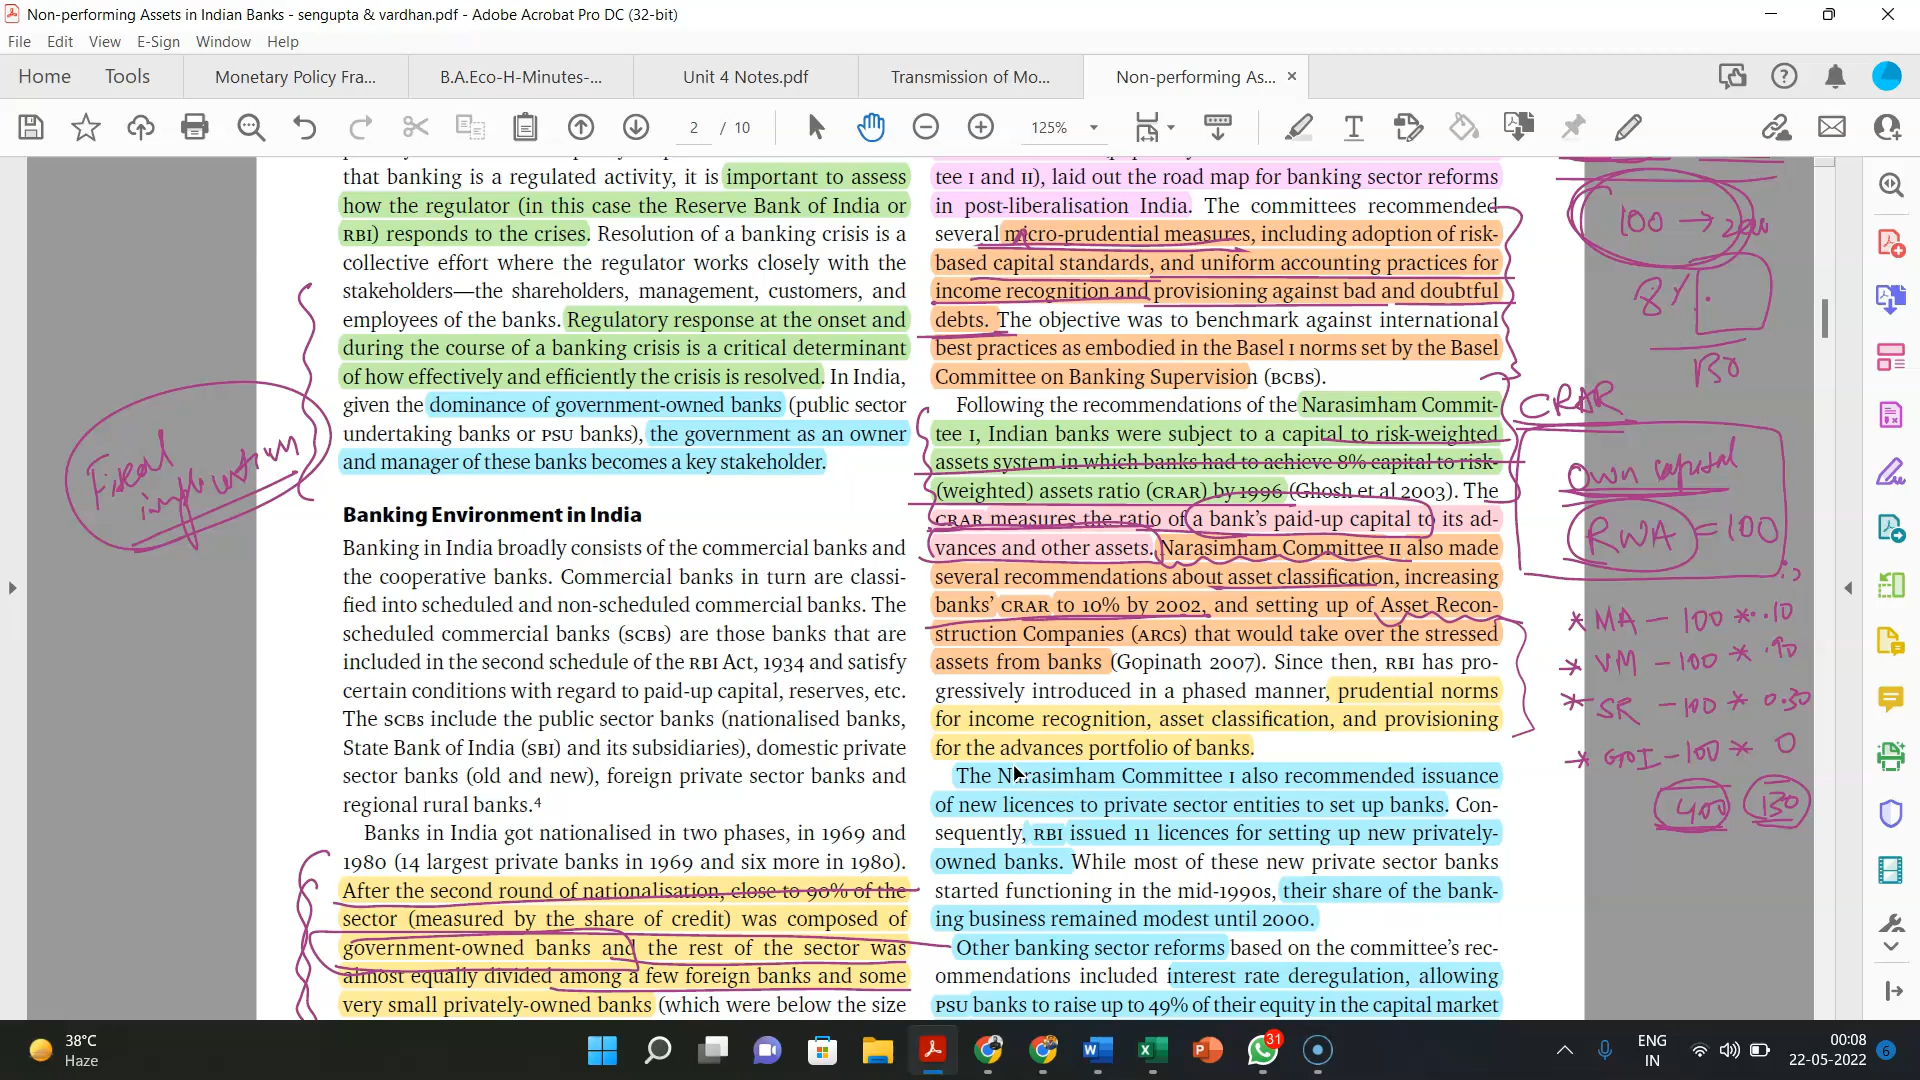 Non-performing Assets in Indian Banks - sengupta & vardhan.pdf - Adobe Acrobat Pro DC (32-bit)
File Edit View E-Sign Window Help
Home Tools Monetary Policy Fra... B.A.Eco-H-Minutes-... Unit 4 Notes.pdf Transmission of Mo... Non-performing As...
2 / 10 125%
that banking is a regulated activity, it is important to assess
how the regulator (in this case the Reserve Bank of India or
RBI) responds to the crises. Resolution of a banking crisis is a
collective effort where the regulator works closely with the
stakeholders—the shareholders, management, customers, and
employees of the banks. Regulatory response at the onset and
during the course of a banking crisis is a critical determinant
of how effectively and efficiently the crisis is resolved. In India,
given the dominance of government-owned banks (public sector
undertaking banks or PSU banks), the government as an owner
and manager of these banks becomes a key stakeholder.
Banking Environment in India
Banking in India broadly consists of the commercial banks and
the cooperative banks. Commercial banks in turn are classi-
fied into scheduled and non-scheduled commercial banks. The
scheduled commercial banks (SCBs) are those banks that are
included in the second schedule of the RBI Act, 1934 and satisfy
certain conditions with regard to paid-up capital, reserves, etc.
The SCBs include the public sector banks (nationalised banks,
State Bank of India (SBI) and its subsidiaries), domestic private
sector banks (old and new), foreign private sector banks and
regional rural banks.4
Banks in India got nationalised in two phases, in 1969 and
1980 (14 largest private banks in 1969 and six more in 1980).
After the second round of nationalisation, close to 90% of the
sector (measured by the share of credit) was composed of
government-owned banks and the rest of the sector was
almost equally divided among a few foreign banks and some
very small privately-owned banks (which were below the size
tee I and II), laid out the road map for banking sector reforms
in post-liberalisation India. The committees recommended
several micro-prudential measures, including adoption of risk-
based capital standards, and uniform accounting practices for
income recognition and provisioning against bad and doubtful
debts. The objective was to benchmark against international
best practices as embodied in the Basel I norms set by the Basel
Committee on Banking Supervision (BCBS).
Following the recommendations of the Narasimham Commit-
tee I, Indian banks were subject to a capital to risk-weighted
assets system in which banks had to achieve 8% capital to risk-
(weighted) assets ratio (CRAR) by 1996 (Ghosh et al 2003). The
CRAR measures the ratio of a bank's paid-up capital to its ad-
vances and other assets. Narasimham Committee II also made
several recommendations about asset classification, increasing
banks' CRAR to 10% by 2002, and setting up of Asset Recon-
struction Companies (ARCs) that would take over the stressed
assets from banks (Gopinath 2007). Since then, RBI has pro-
gressively introduced in a phased manner, prudential norms
for income recognition, asset classification, and provisioning
for the advances portfolio of banks.
The Narasimham Committee I also recommended issuance
of new licences to private sector entities to set up banks. Con-
sequently, RBI issued 11 licences for setting up new privately-
owned banks. While most of these new private sector banks
started functioning in the mid-1990s, their share of the bank-
ing business remained modest until 2000.
Other banking sector reforms based on the committee's rec-
ommendations included interest rate deregulation, allowing
PSU banks to raise up to 49% of their equity in the capital market
Fiscal
implication
100 →
8%
130
CRAR
Own capital
RWA = 100
* MA - 100 * .10
* VM - 100 * .90
* SR - 100 * 0.30
* GOI - 100 * 0
400 130
38°C
Haze
31
ENG
IN
00:08
22-05-2022
6